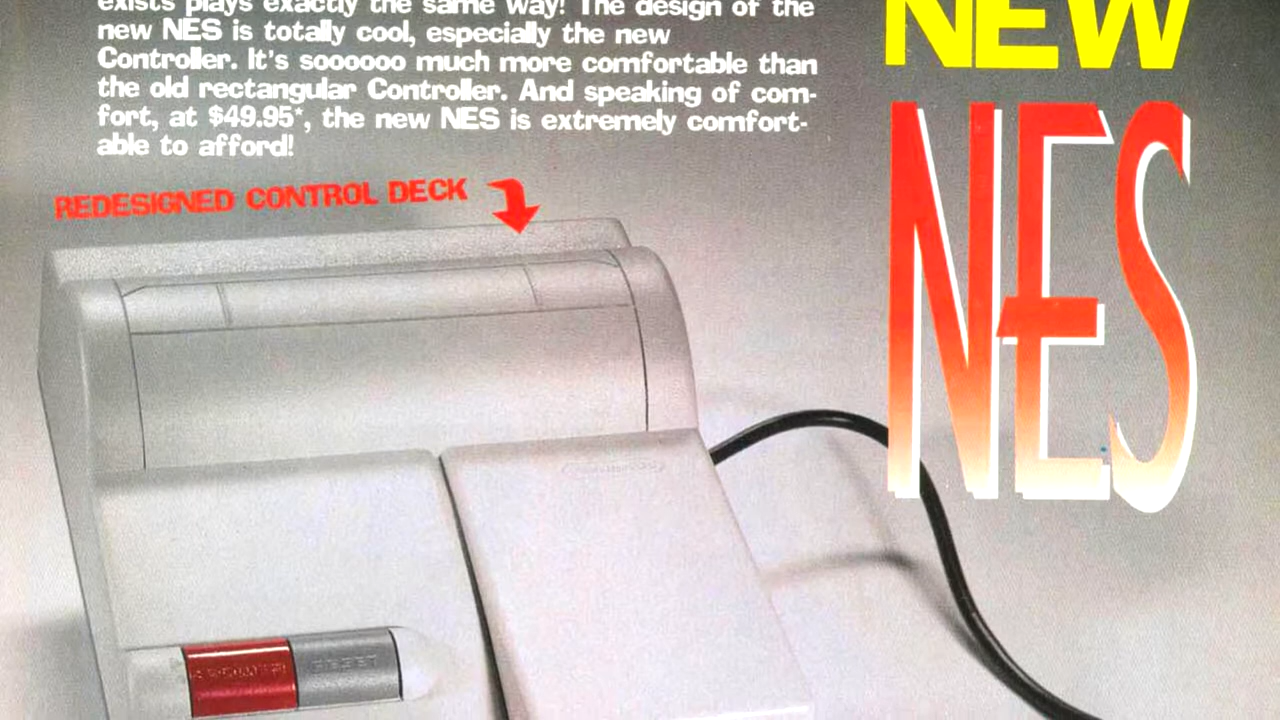 exists plays exactly the same way! The design of the
new NES is totally cool, especially the new
Controller. It's soooooo much more comfortable than
the old rectangular Controller. And speaking of com-
fort, at $49.95*, the new NES is extremely comfort-
able to afford!
REDESIGNED CONTROL DECK
NEW
NES
RESET